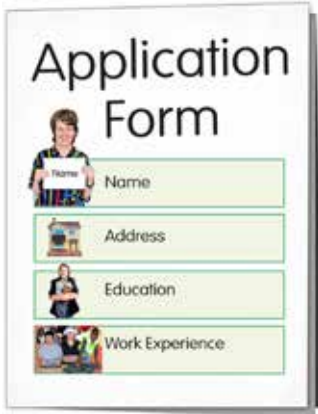 Application
Form
Name
Name
Address
Education
Work Experience